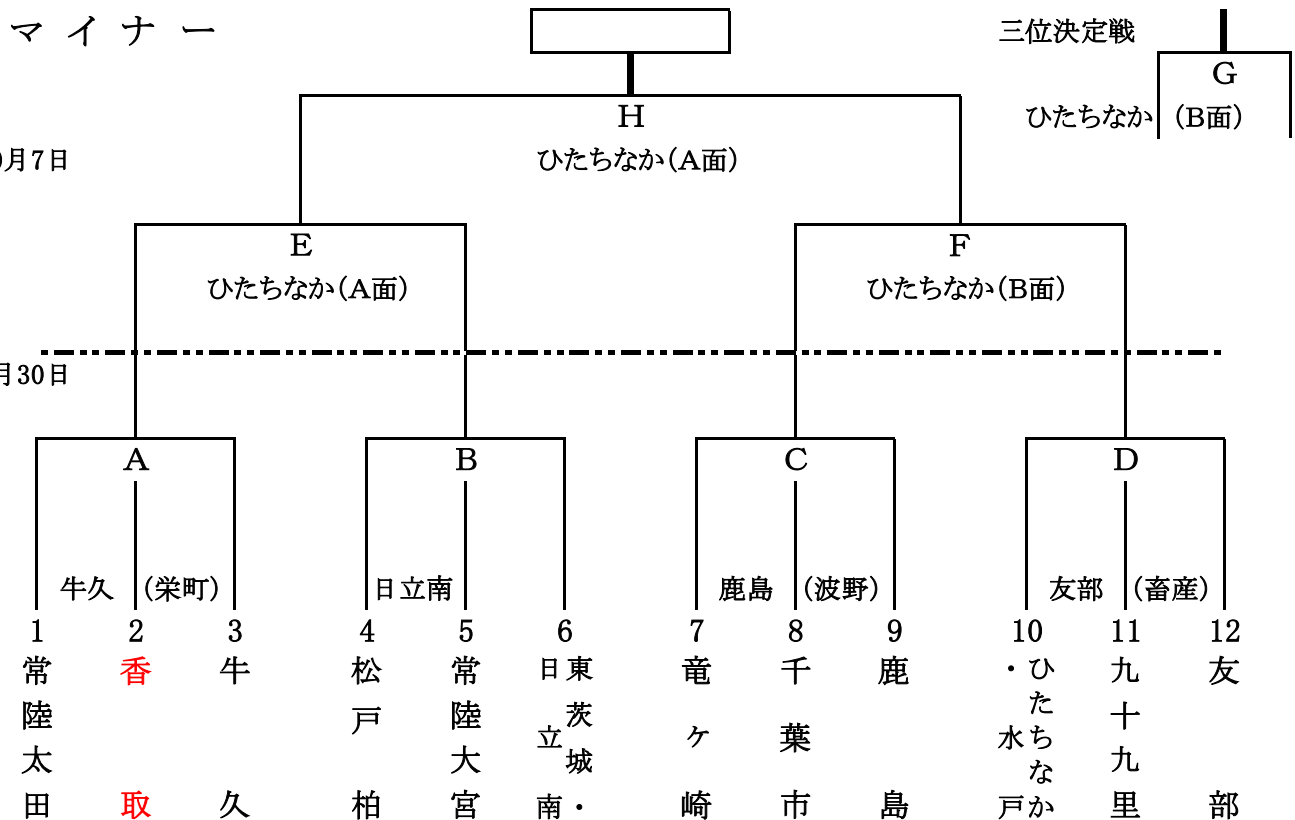 マイナー
三位決定戦
G
ひたちなか (B面)
H
ひたちなか(A面)
月7日
E
ひたちなか(A面)
F
ひたちなか(B面)
月30日
A
B
C
D
牛久 (栄町)
日立南
鹿島 (波野)
友部 (畜産)
1
2
3
4
5
6
7
8
9
10
11
12
常陸太田
香取
牛久
松戸柏
常陸大宮
東茨城・
日立南
竜ヶ崎
千葉市
鹿島
ひたちなか
・水戸
九十九里
友部